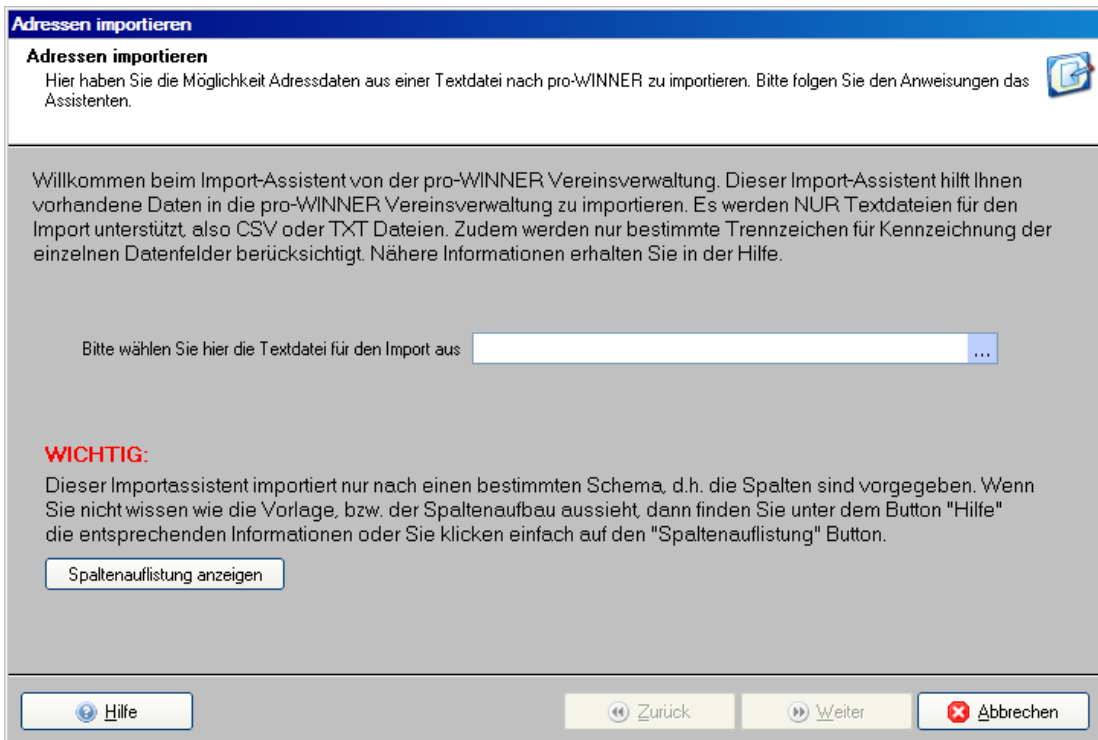 Adressen importieren
Adressen importieren
Hier haben Sie die Möglichkeit Adressdaten aus einer Textdatei nach pro-WINNER zu importieren. Bitte folgen Sie den Anweisungen das
Assistenten.
Willkommen beim Import-Assistent von der pro-WINNER Vereinsverwaltung. Dieser Import-Assistent hilft Ihnen
vorhandene Daten in die pro-WINNER Vereinsverwaltung zu importieren. Es werden NUR Textdateien für den
Import unterstützt, also CSV oder TXT Dateien. Zudem werden nur bestimmte Trennzeichen für Kennzeichnung der
einzelnen Datenfelder berücksichtigt. Nähere Informationen erhalten Sie in der Hilfe.
Bitte wählen Sie hier die Textdatei für den Import aus ...
WICHTIG:
Dieser Importassistent importiert nur nach einen bestimmten Schema, d.h. die Spalten sind vorgegeben. Wenn
Sie nicht wissen wie die Vorlage, bzw. der Spaltenaufbau aussieht, dann finden Sie unter dem Button "Hilfe"
die entsprechenden Informationen oder Sie klicken einfach auf den "Spaltenauflistung" Button.
Spaltenauflistung anzeigen
Hilfe Zurück Weiter Abbrechen